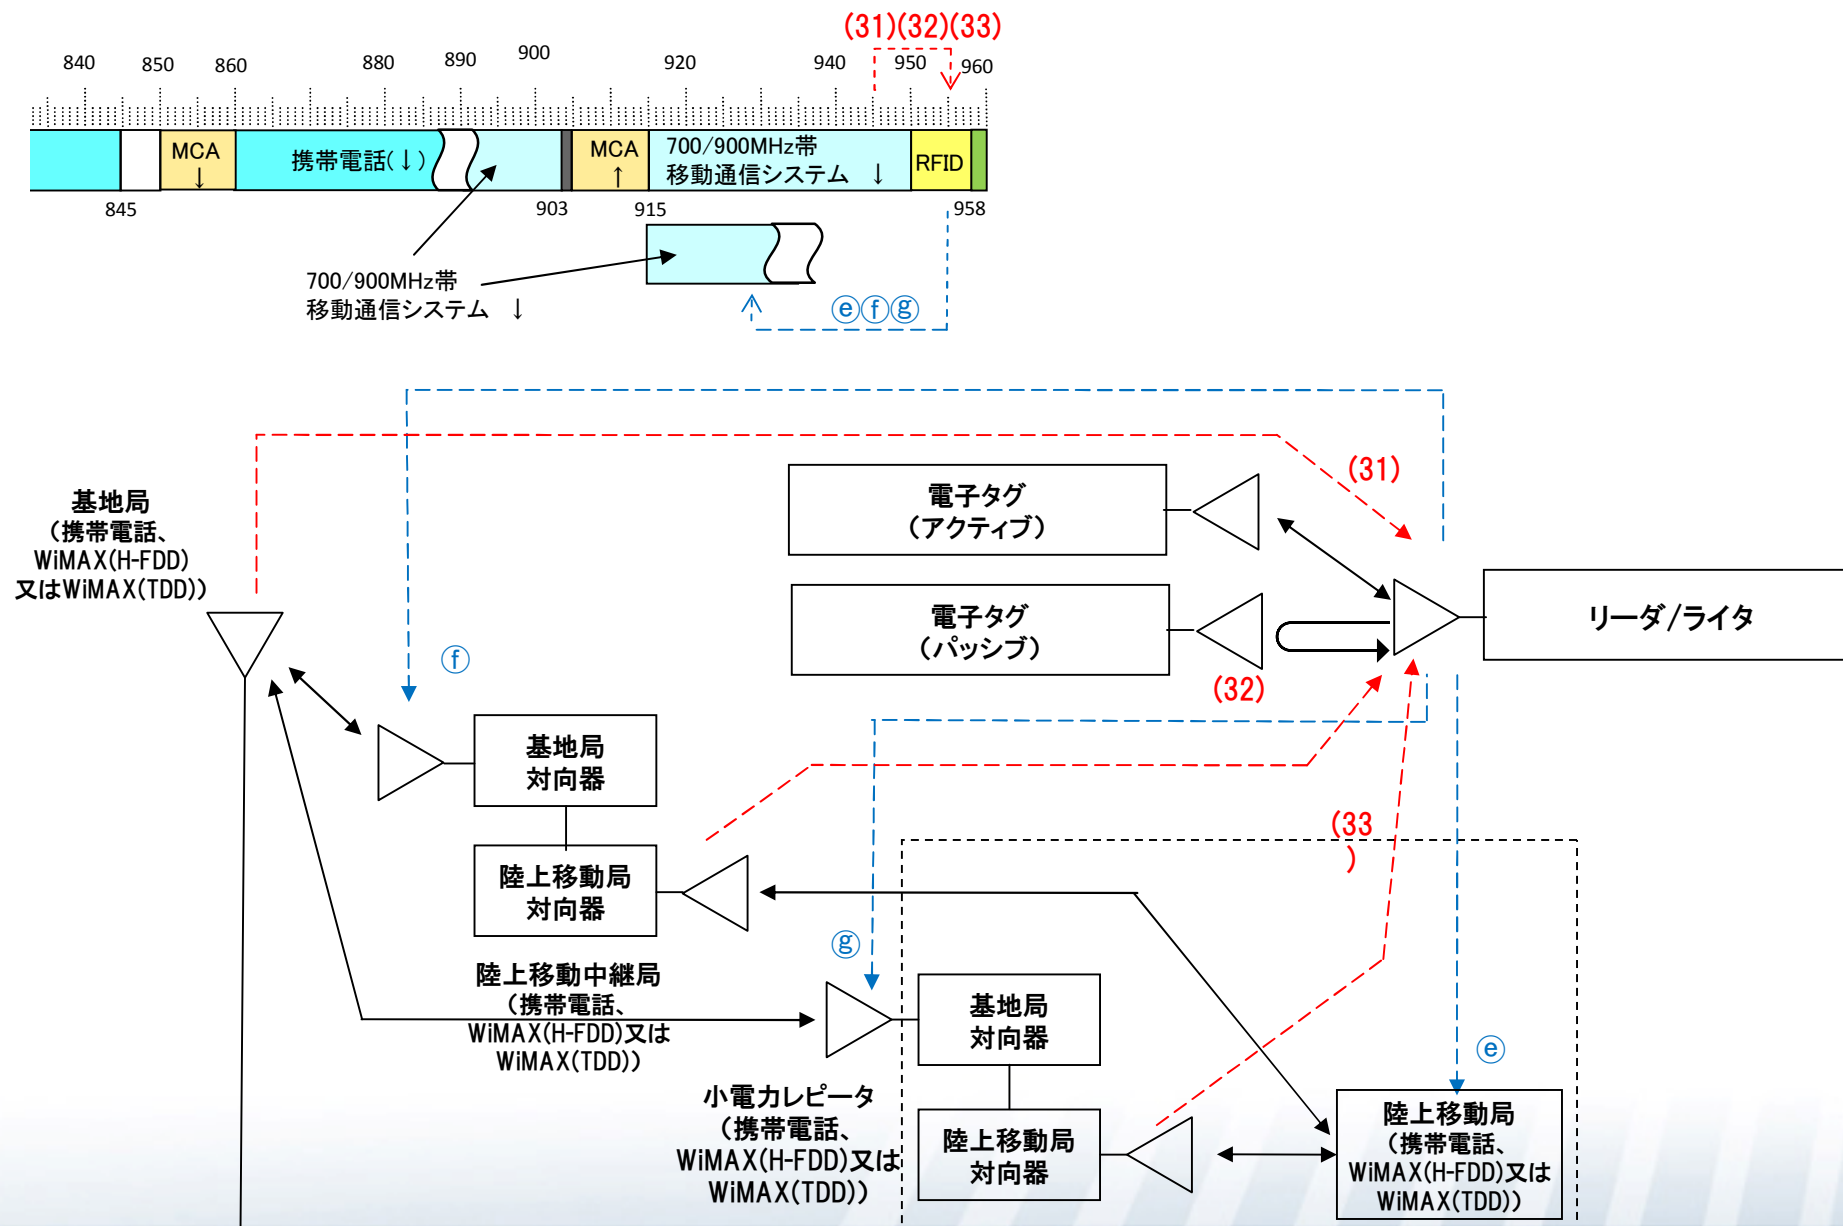 (31)(32)(33)
840 850 860 880 890 900 920 940 950 960
MCA
↓
携帯電話(↓)
MCA
↑
700/900MHz帯
移動通信システム ↓
RFID
845 903 915 958
700/900MHz帯
移動通信システム ↓
ⓔⓕⓖ
(31)
基地局
(携帯電話、
WiMAX(H-FDD)
又はWiMAX(TDD))
電子タグ
(アクティブ)
電子タグ
(パッシブ)
リーダ/ライタ
ⓕ
(32)
基地局
対向器
陸上移動局
対向器
(33
)
ⓖ
陸上移動中継局
(携帯電話、
WiMAX(H-FDD)又は
WiMAX(TDD))
基地局
対向器
ⓔ
小電力レピータ
(携帯電話、
WiMAX(H-FDD)又は
WiMAX(TDD))
陸上移動局
対向器
陸上移動局
(携帯電話、
WiMAX(H-FDD)又は
WiMAX(TDD))